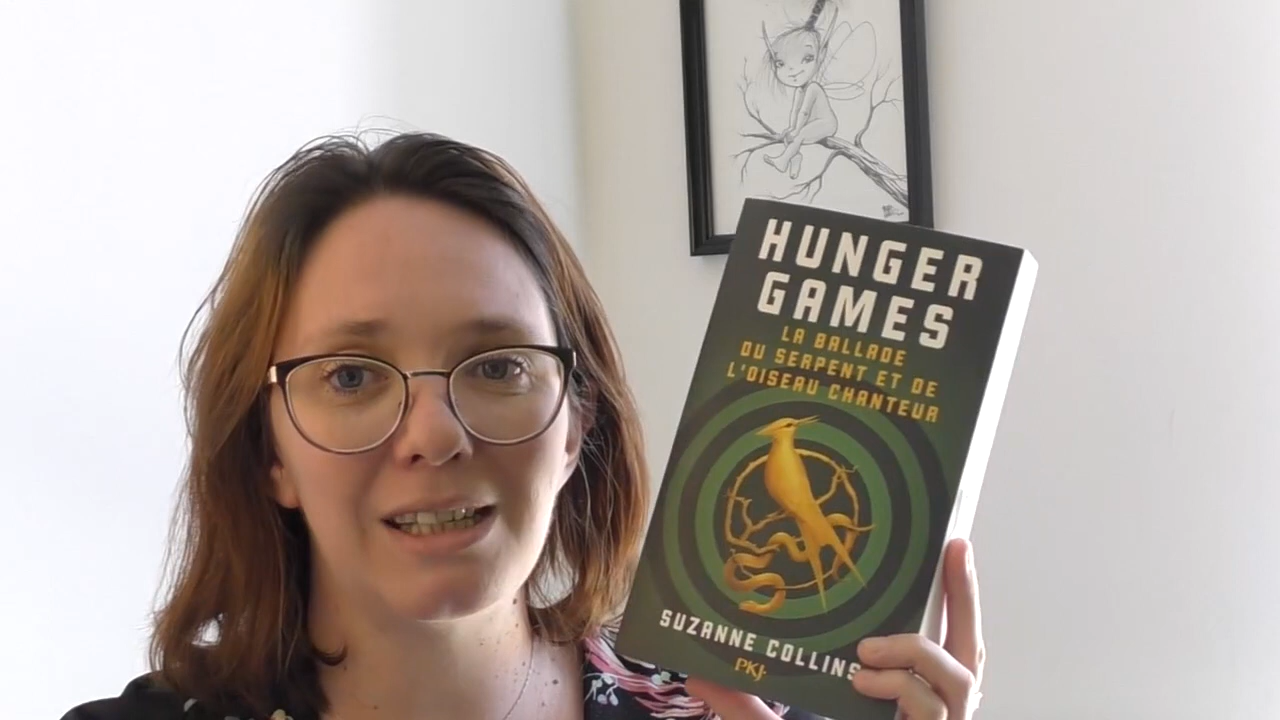 HUNGER
GAMES
LA BALLADE
DU SERPENT ET DE
L'OISEAU CHANTEUR
SUZANNE COLLINS
PKJ·